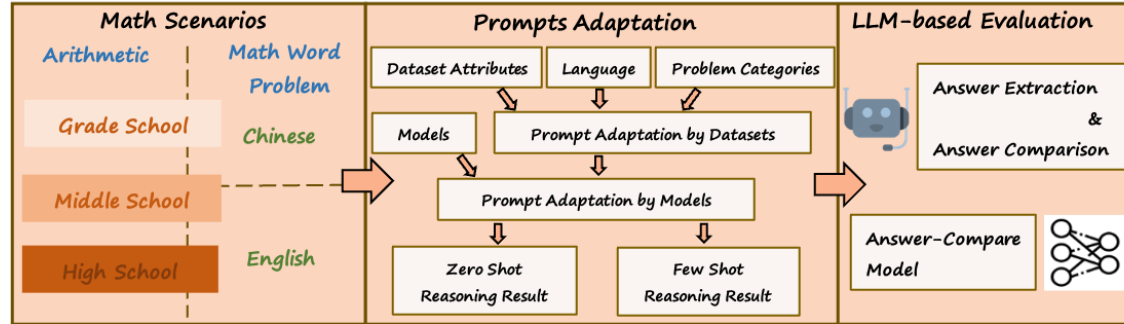 Math Scenarios
Arithmetic
Math Word
Problem
Grade School
Middle School
High School
Chinese
English
Prompts Adaptation
Dataset Attributes
Language
Problem Categories
Models
Prompt Adaptation by Datasets
Prompt Adaptation by Models
Zero Shot
Reasoning Result
Few Shot
Reasoning Result
LLM-based Evaluation
Answer Extraction
&
Answer Comparison
Answer-Compare
Model